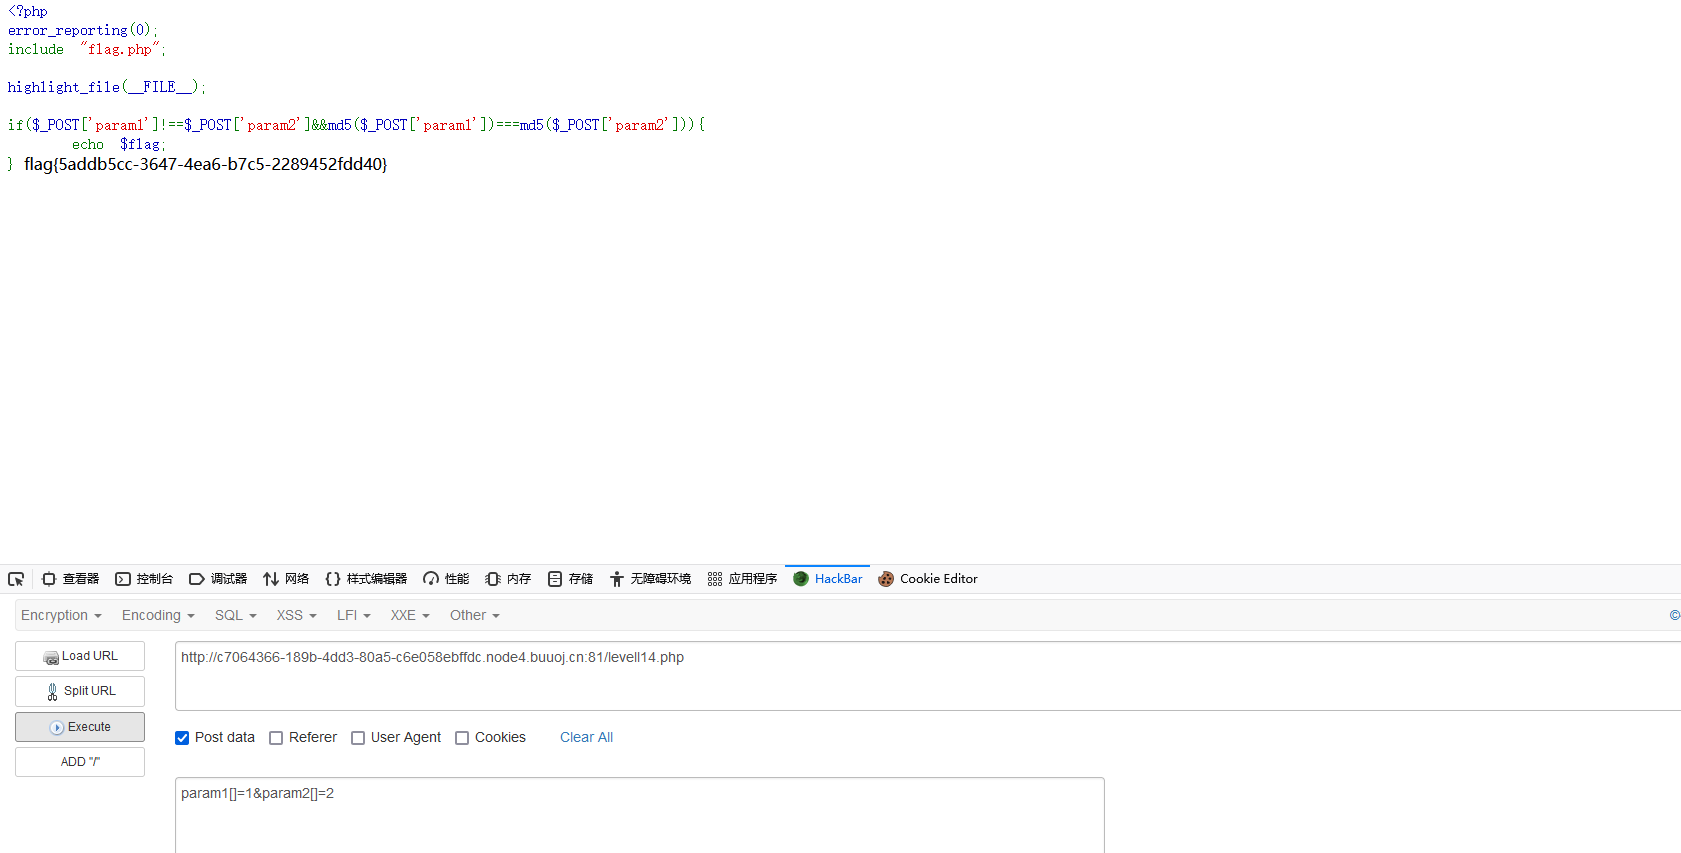 <?php
error_reporting(0);
include "flag.php";
highlight_file(__FILE__);
if($_POST['param1']!==$_POST['param2']&&md5($_POST['param1'])===md5($_POST['param2'])){
echo $flag;
} flag{5addb5cc-3647-4ea6-b7c5-2289452fdd40}
查看器 控制台 调试器 网络 样式编辑器 性能 内存 存储 无障碍环境 应用程序 HackBar Cookie Editor
Encryption Encoding SQL XSS LFI XXE Other ©
Load URL
http://c7064366-189b-4dd3-80a5-c6e058ebffdc.node4.buuoj.cn:81/levell14.php
Split URL
Execute
Post data Referer User Agent Cookies Clear All
ADD "/"
param1[]=1&param2[]=2